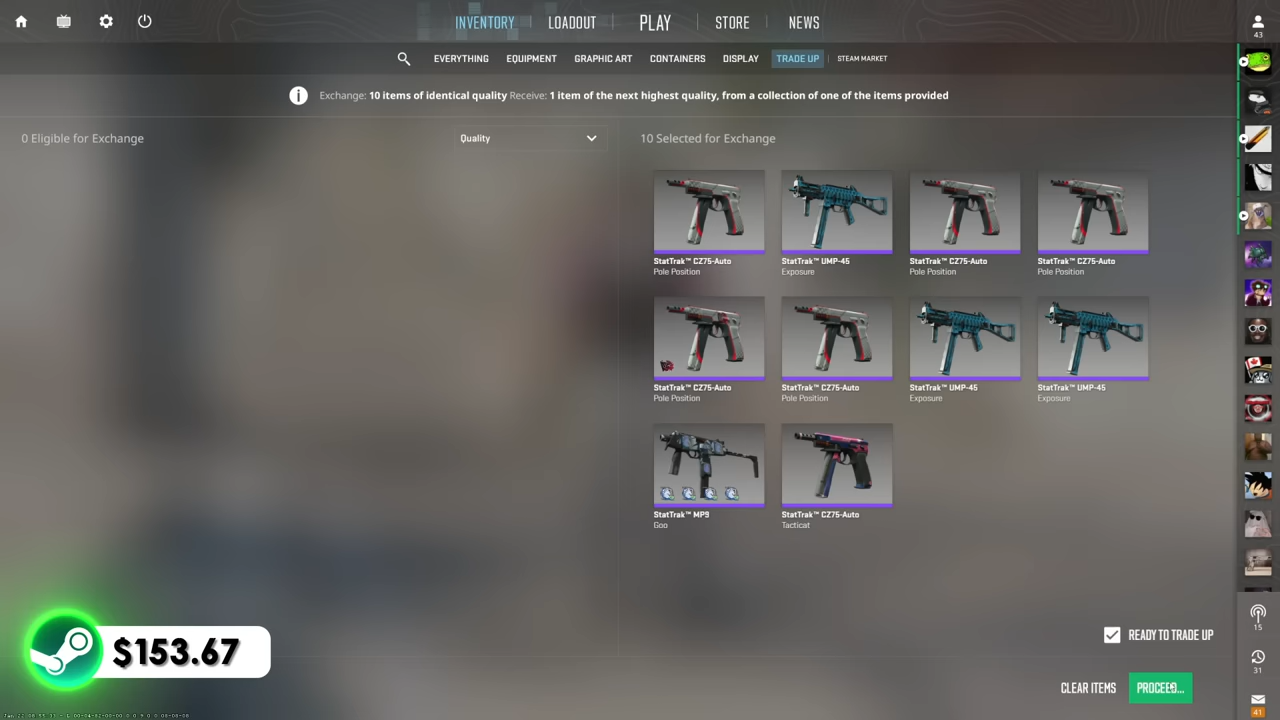 INVENTORY
LOADOUT
PLAY
STORE
NEWS
43
EVERYTHING
EQUIPMENT
GRAPHIC ART
CONTAINERS
DISPLAY
TRADE UP
STEAM MARKET
Exchange: 10 items of identical quality Receive: 1 item of the next highest quality, from a collection of one of the items provided
0 Eligible for Exchange
Quality
10 Selected for Exchange
StatTrak™ CZ75-Auto
Pole Position
StatTrak™ UMP-45
Exposure
StatTrak™ CZ75-Auto
Pole Position
StatTrak™ CZ75-Auto
Pole Position
StatTrak™ CZ75-Auto
Pole Position
StatTrak™ CZ75-Auto
Pole Position
StatTrak™ UMP-45
Exposure
StatTrak™ UMP-45
Exposure
StatTrak™ MP9
Goo
StatTrak™ CZ75-Auto
Tacticat
15
READY TO TRADE UP
$153.67
31
CLEAR ITEMS
PROCEED...
41